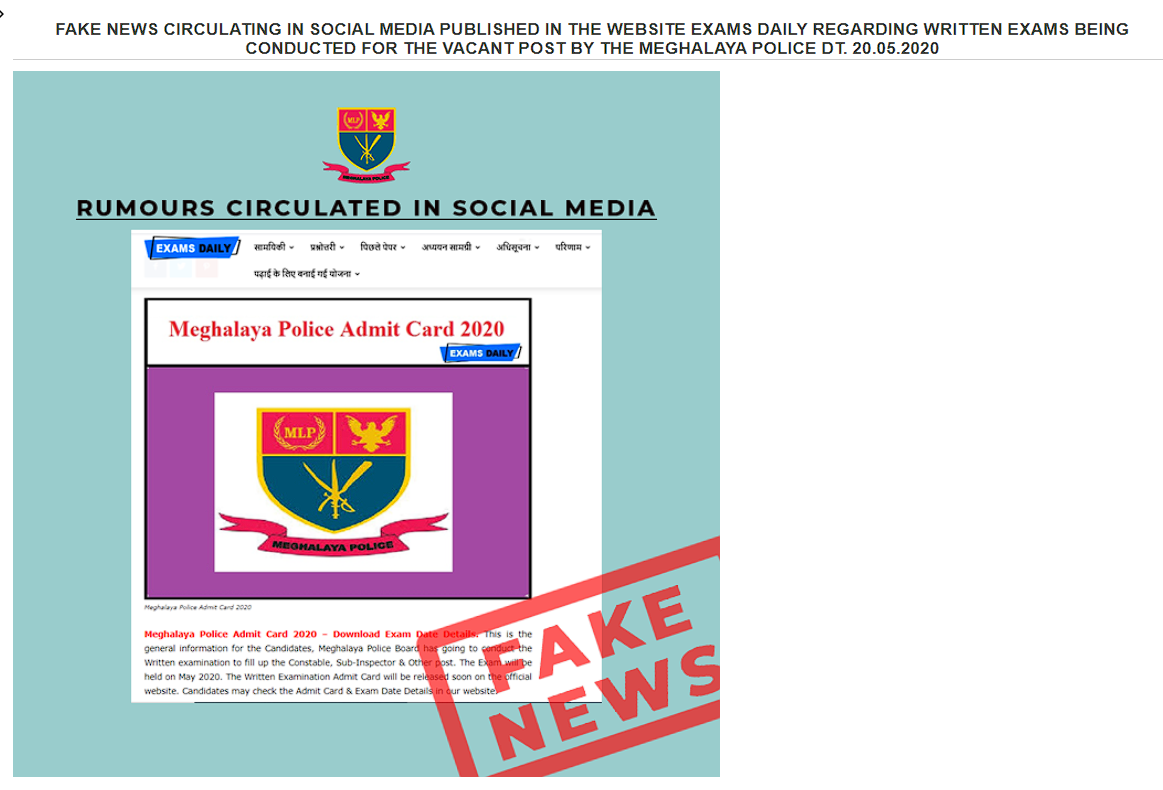 FAKE NEWS CIRCULATING IN SOCIAL MEDIA PUBLISHED IN THE WEBSITE EXAMS DAILY REGARDING WRITTEN EXAMS BEING
CONDUCTED FOR THE VACANT POST BY THE MEGHALAYA POLICE DT. 20.05.2020
MLP
MEGHALAYA POLICE
RUMOURS CIRCULATED IN SOCIAL MEDIA
EXAMS DAILY सामयिकी प्रश्नोत्तरी पिछले पेपर अध्ययन सामग्री अधिसूचना परिणाम
पढ़ाई के लिए बनाई गई योजना
Meghalaya Police Admit Card 2020
EXAMS DAILY
MLP
MEGHALAYA POLICE
Meghalaya Police Admit Card 2020
Meghalaya Police Admit Card 2020 – Download Exam Date Details. This is the
general information for the Candidates, Meghalaya Police Board has going to conduct the
Written examination to fill up the Constable, Sub-Inspector & Other post. The Exam will be
held on May 2020. The Written Examination Admit Card will be released soon on the official
website. Candidates may check the Admit Card & Exam Date Details in our website.
FAKE
NEWS